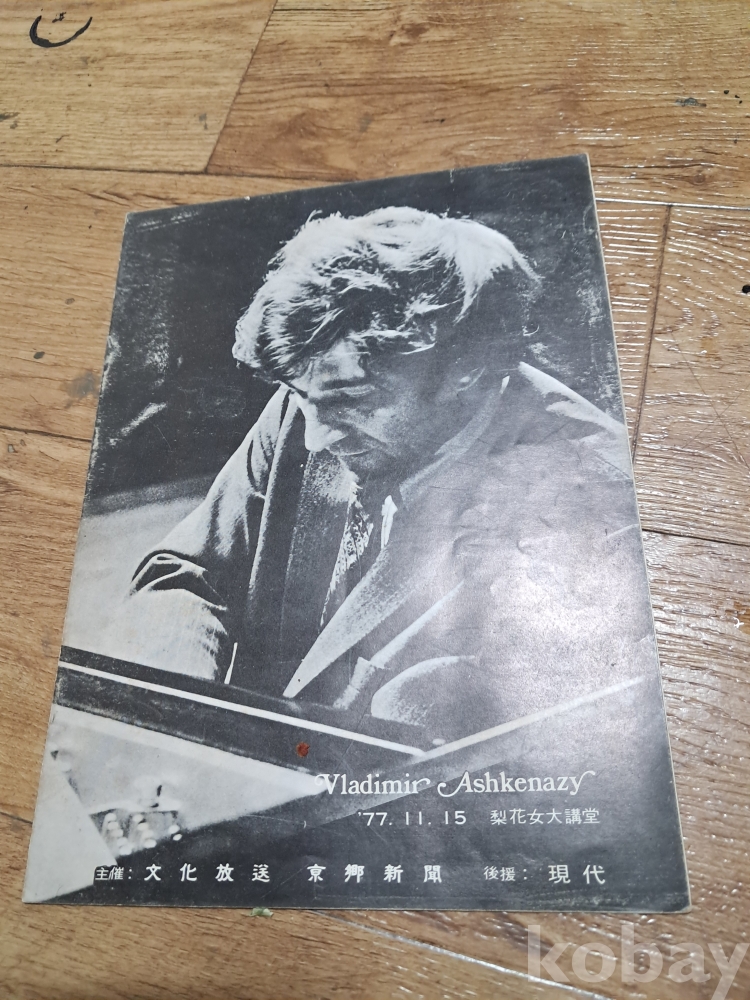 Vladimir Ashkenazy
'77. 11. 15 梨花女大講堂
主催: 文化放送 京鄕新聞 後援: 現代
kobay